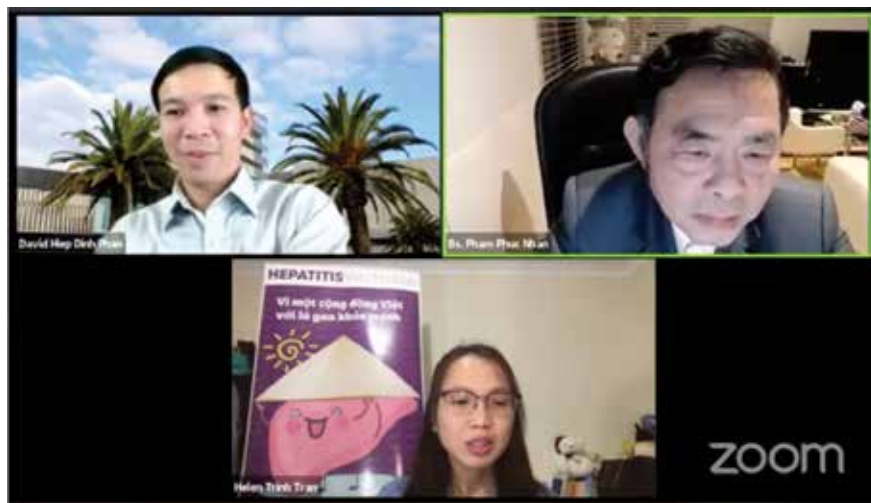 David Hiep Dinh Phan
Bs. Pham Phuc Nhan
HEPATITIS
Vì một cộng đồng Việt
với lá gan khỏe mạnh
Helen Trinh Tran
zoom